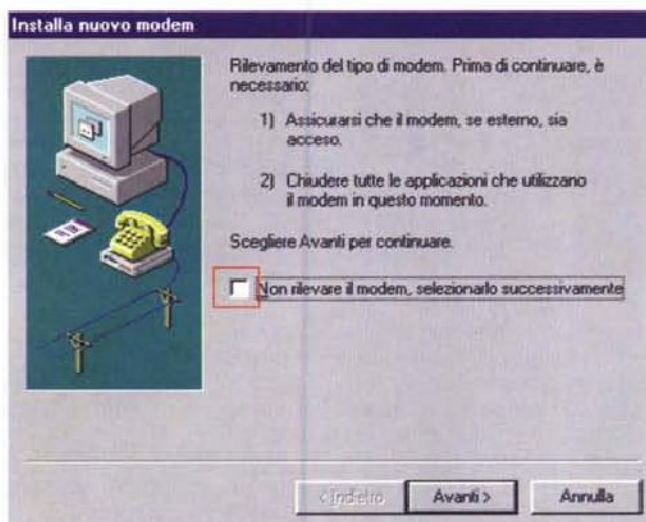 Installa nuovo modem
Rilevamento del tipo di modem. Prima di continuare, è
necessario:
1) Assicurarsi che il modem, se esterno, sia
acceso.
2) Chiudere tutte le applicazioni che utilizzano
il modem in questo momento.
Scegliere Avanti per continuare.
Non rilevare il modem, selezionarlo successivamente
< Indietro
Avanti >
Annulla